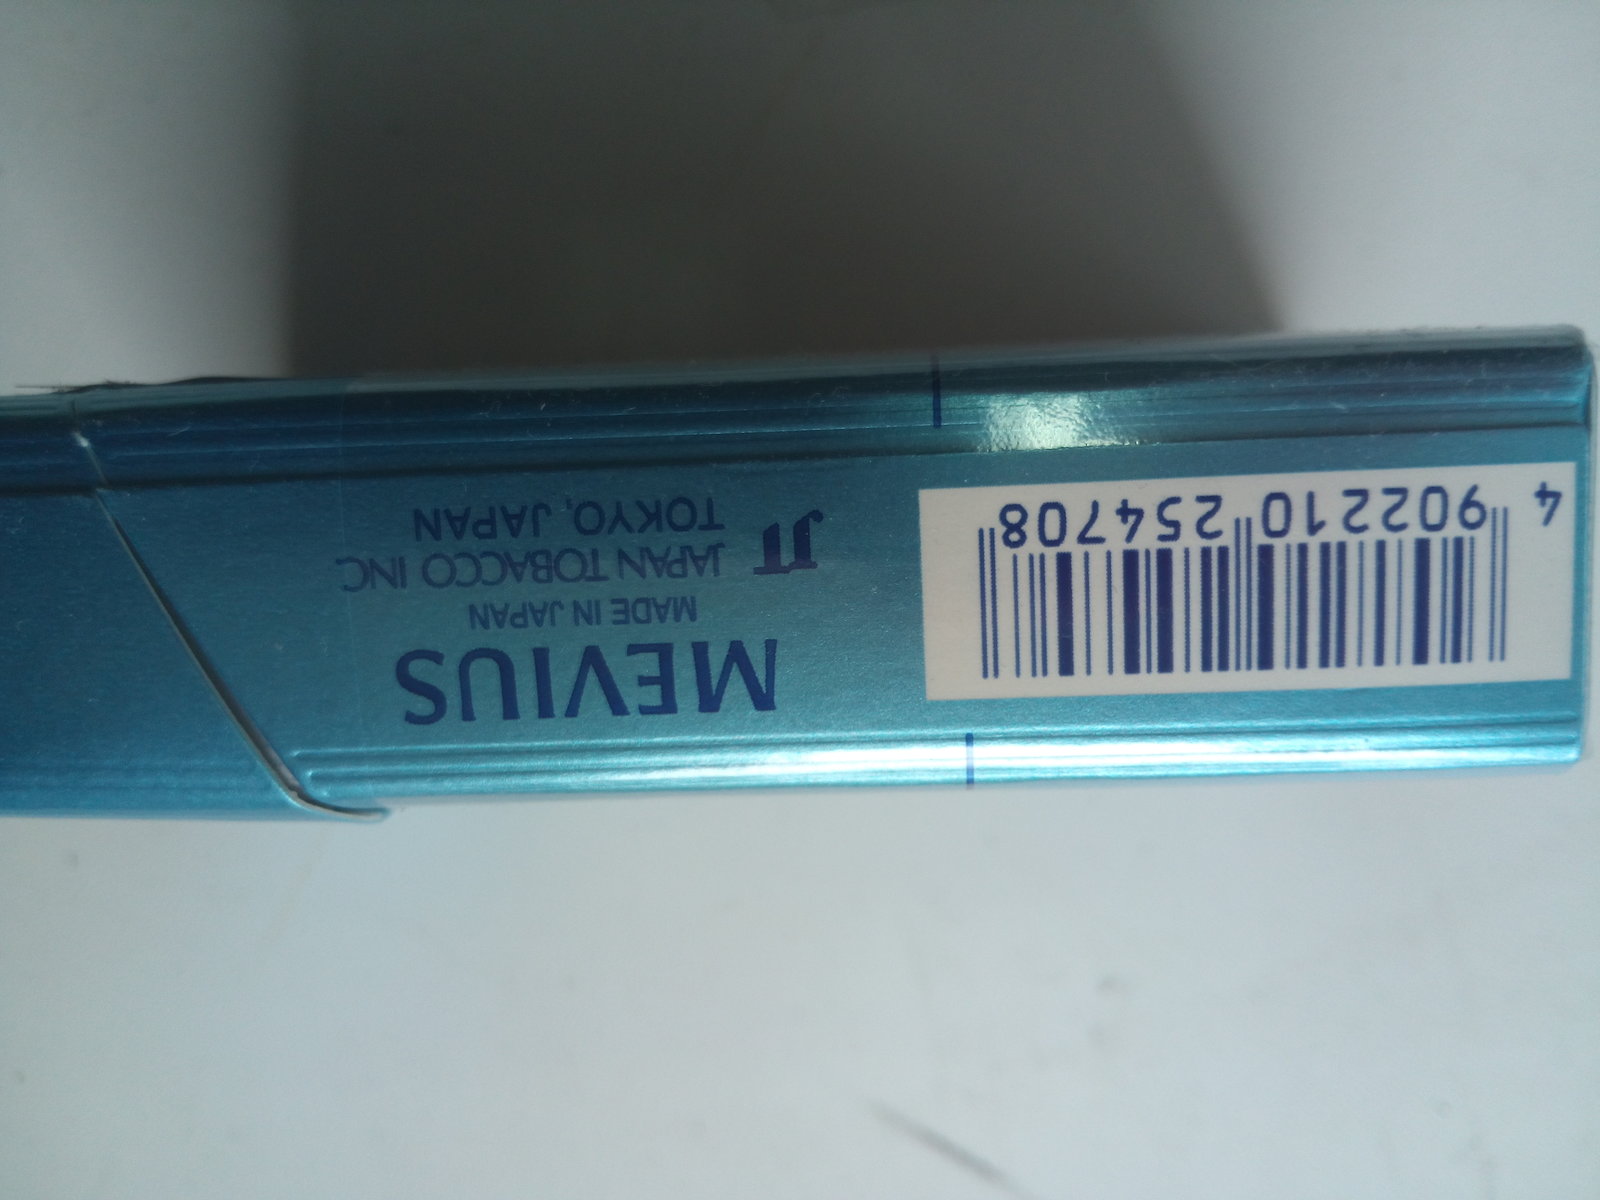 MEVIUS
MADE IN JAPAN
JT
JAPAN TOBACCO INC
TOKYO, JAPAN
4 902210 254708